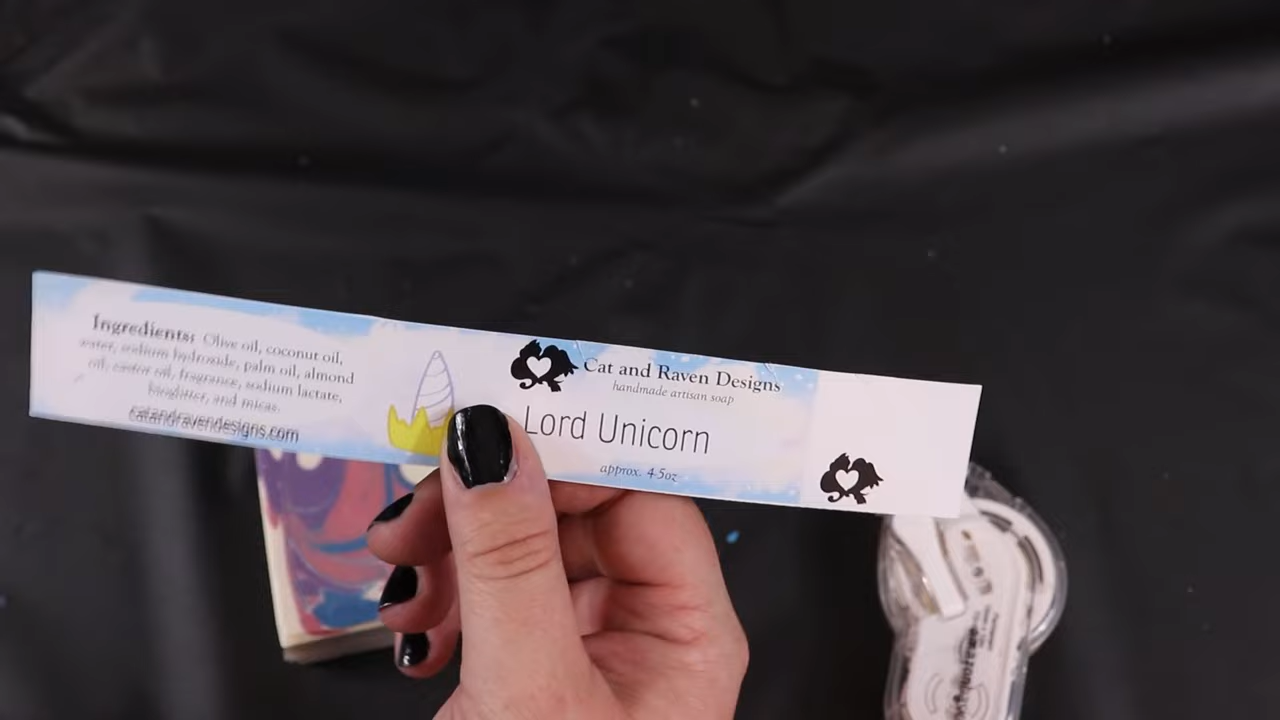 Ingredients: Olive oil, coconut oil,
water, sodium hydroxide, palm oil, almond
oil, castor oil, fragrance, sodium lactate,
bioglitter, and micas.
catandravendesigns.com
Cat and Raven Designs
handmade artisan soap
Lord Unicorn
approx. 4.5oz